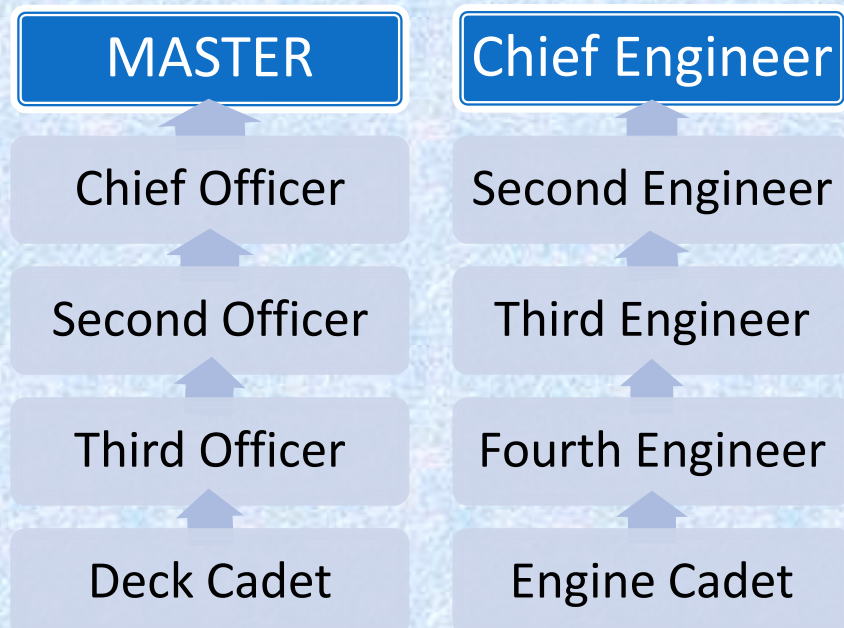 MASTER
Chief Officer
Second Officer
Third Officer
Deck Cadet
Chief Engineer
Second Engineer
Third Engineer
Fourth Engineer
Engine Cadet